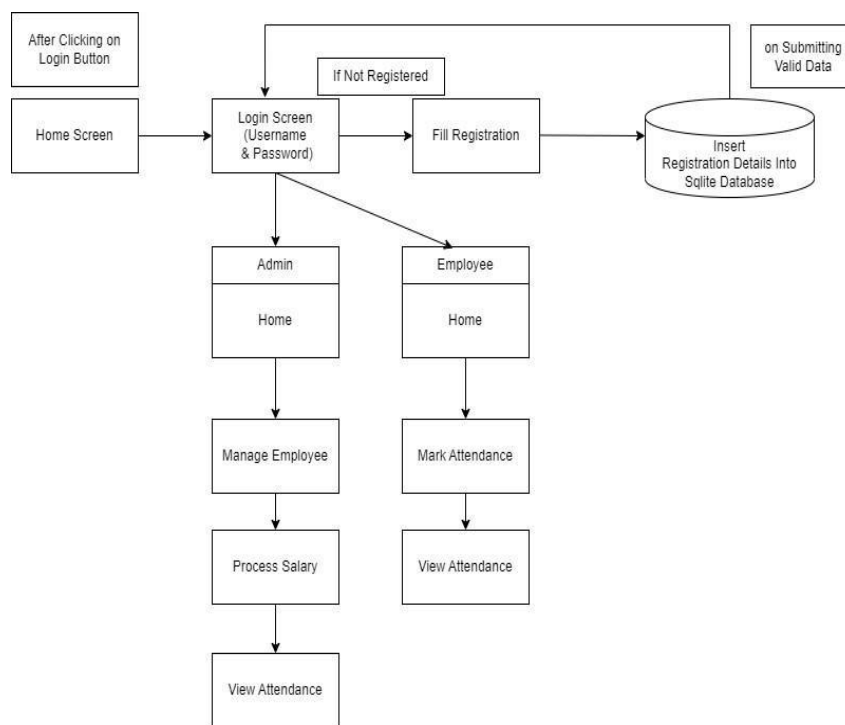 After Clicking on
Login Button
on Submitting
Valid Data
If Not Registered
Home Screen
Login Screen
(Username
& Password)
Fill Registration
Insert
Registration Details Into
Sqlite Database
Admin
Employee
Home
Home
Manage Employee
Mark Attendance
Process Salary
View Attendance
View Attendance